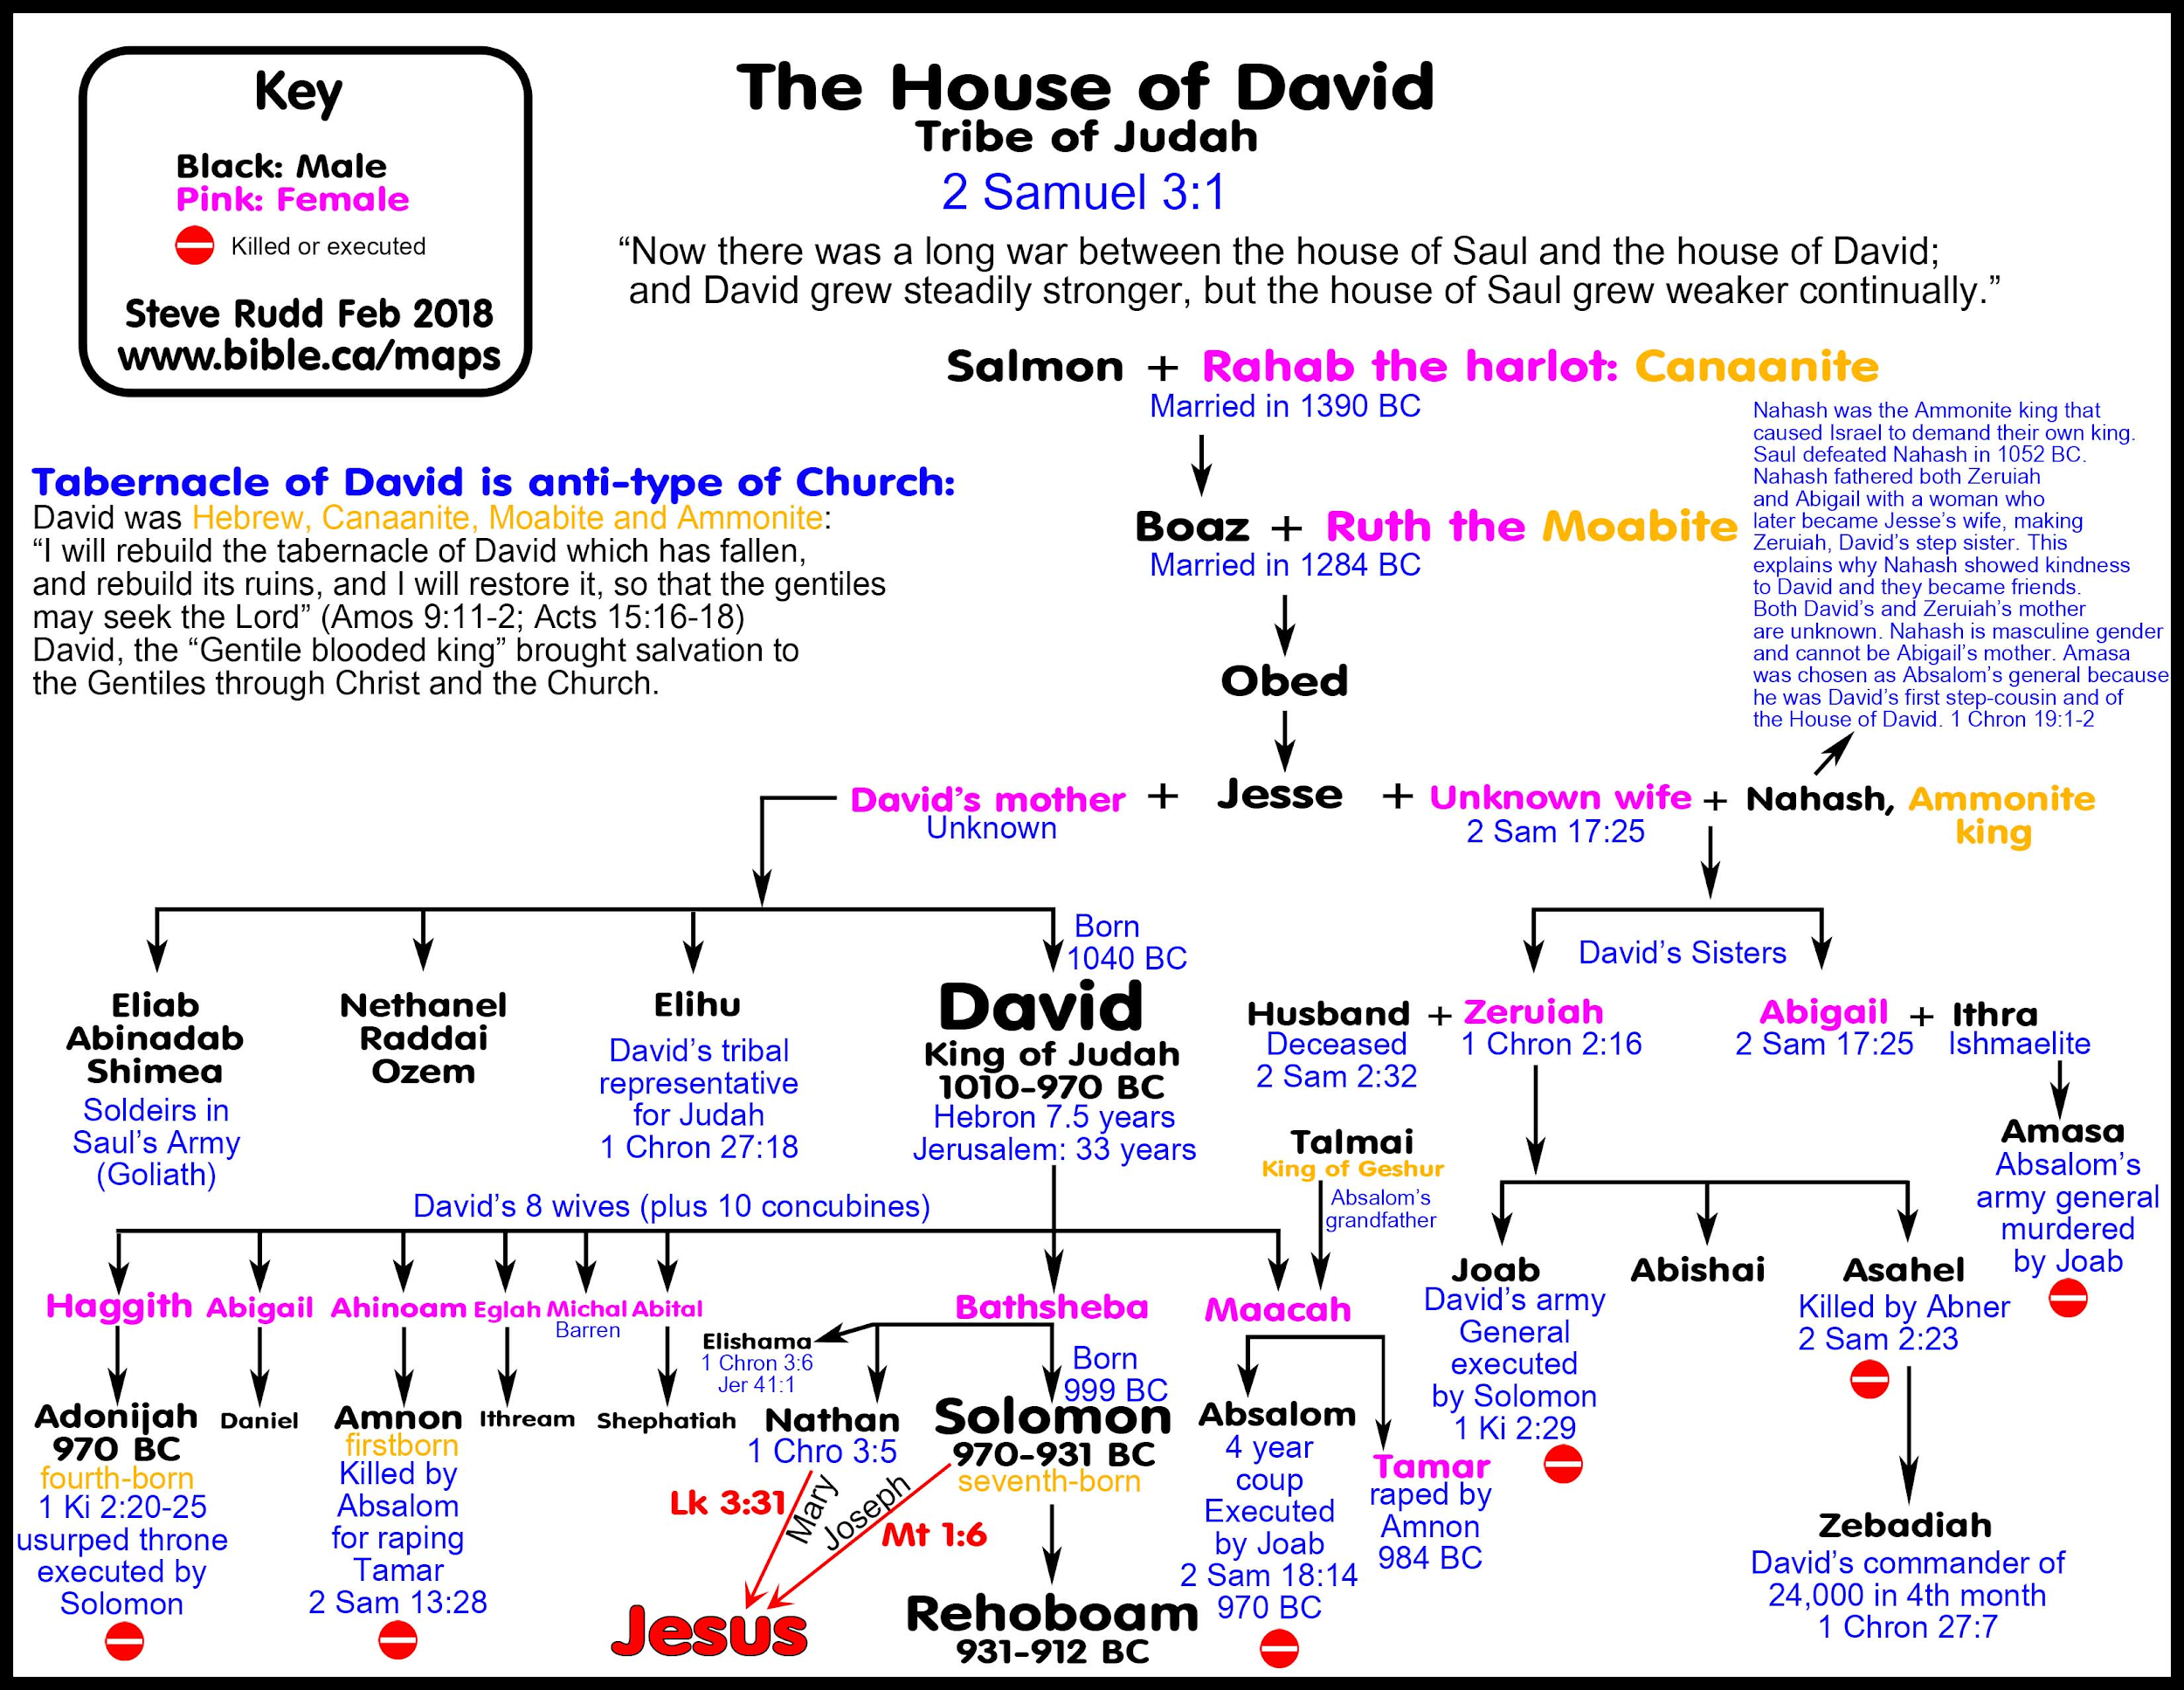 Key
Black: Male
Pink: Female
Killed or executed
Steve Rudd Feb 2018
www.bible.ca/maps
The House of David
Tribe of Judah
2 Samuel 3:1
“Now there was a long war between the house of Saul and the house of David;
and David grew steadily stronger, but the house of Saul grew weaker continually.”
Salmon + Rahab the harlot: Canaanite
Married in 1390 BC
Tabernacle of David is anti-type of Church:
David was Hebrew, Canaanite, Moabite and Ammonite:
“I will rebuild the tabernacle of David which has fallen,
and rebuild its ruins, and I will restore it, so that the gentiles
may seek the Lord” (Amos 9:11-2; Acts 15:16-18)
David, the “Gentile blooded king” brought salvation to
the Gentiles through Christ and the Church.
Boaz + Ruth the Moabite
Married in 1284 BC
Nahash was the Ammonite king that
caused Israel to demand their own king.
Saul defeated Nahash in 1052 BC.
Nahash fathered both Zeruiah
and Abigail with a woman who
later became Jesse’s wife, making
Zeruiah, David’s step sister. This
explains why Nahash showed kindness
to David and they became friends.
Both David’s and Zeruiah’s mother
are unknown. Nahash is masculine gender
and cannot be Abigail’s mother. Amasa
was chosen as Absalom’s general because
he was David’s first step-cousin and of
the House of David. 1 Chron 19:1-2
Obed
David’s mother + Jesse + Unknown wife + Nahash, Ammonite
king
Unknown
2 Sam 17:25
Born
1040 BC
David’s Sisters
Eliab
Abinadab
Shimea
Soldeirs in
Saul’s Army
(Goliath)
Nethanel
Raddai
Ozem
Elihu
David’s tribal
representative
for Judah
1 Chron 27:18
David
King of Judah
1010-970 BC
Hebron 7.5 years
Jerusalem: 33 years
Husband + Zeruiah
Deceased
2 Sam 2:32
1 Chron 2:16
Abigail + Ithra
2 Sam 17:25
Ishmaelite
Talmai
King of Geshur
Absalom’s
grandfather
Amasa
Absalom’s
army general
murdered
by Joab
David’s 8 wives (plus 10 concubines)
Haggith Abigail Ahinoam Eglah Michal Abital
Barren
Bathsheba
Maacah
Joab
David’s army
General
executed
by Solomon
1 Ki 2:29
Abishai
Asahel
Killed by Abner
2 Sam 2:23
Elishama
1 Chron 3:6
Jer 41:1
Born
999 BC
Adonijah
970 BC
fourth-born
1 Ki 2:20-25
usurped throne
executed by
Solomon
Daniel
Amnon
firstborn
Killed by
Absalom
for raping
Tamar
2 Sam 13:28
Ithream
Shephatiah
Nathan
1 Chro 3:5
Solomon
970-931 BC
seventh-born
Absalom
4 year
coup
Executed
by Joab
2 Sam 18:14
970 BC
Tamar
raped by
Amnon
984 BC
Lk 3:31
Mary
Joseph
Mt 1:6
Jesus
Rehoboam
931-912 BC
Zebadiah
David’s commander of
24,000 in 4th month
1 Chron 27:7